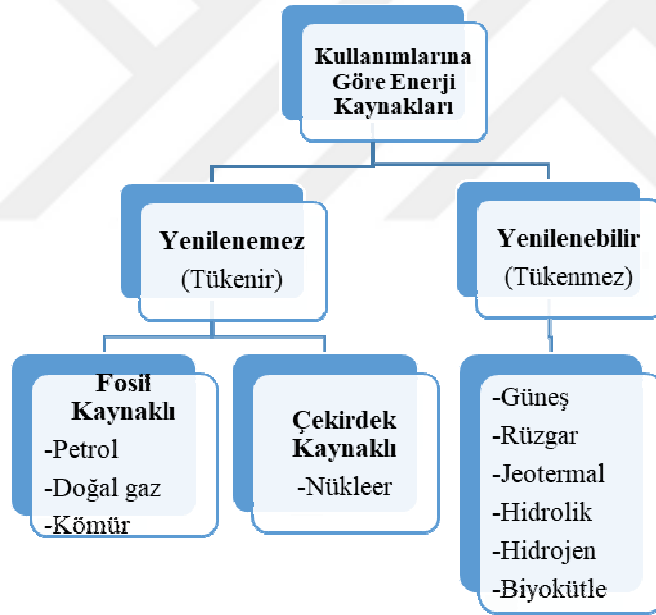 Kullanımlarına
Göre Enerji
Kaynakları
Yenilenemez
(Tükenir)
Yenilenebilir
(Tükenmez)
Fosil
Kaynaklı
-Petrol
-Doğal gaz
-Kömür
Çekirdek
Kaynaklı
-Nükleer
-Güneş
-Rüzgar
-Jeotermal
-Hidrolik
-Hidrojen
-Biyokütle